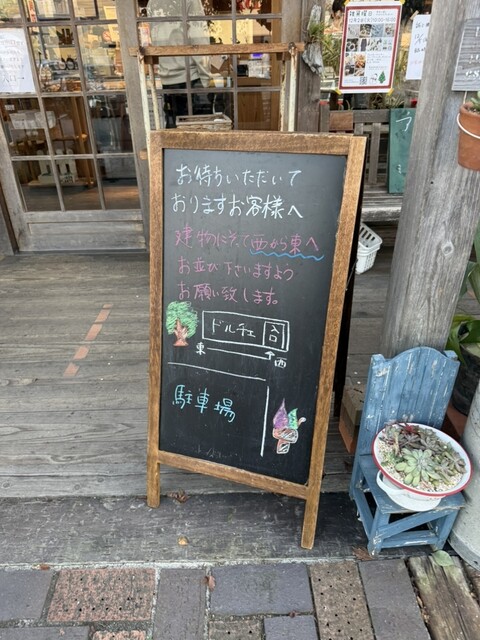 お待ちいただいて
おりますお客様へ
建物にそって西から東へ
お並び下さいますよう
お願い致します。
ドルチェ
東
西
駐車場